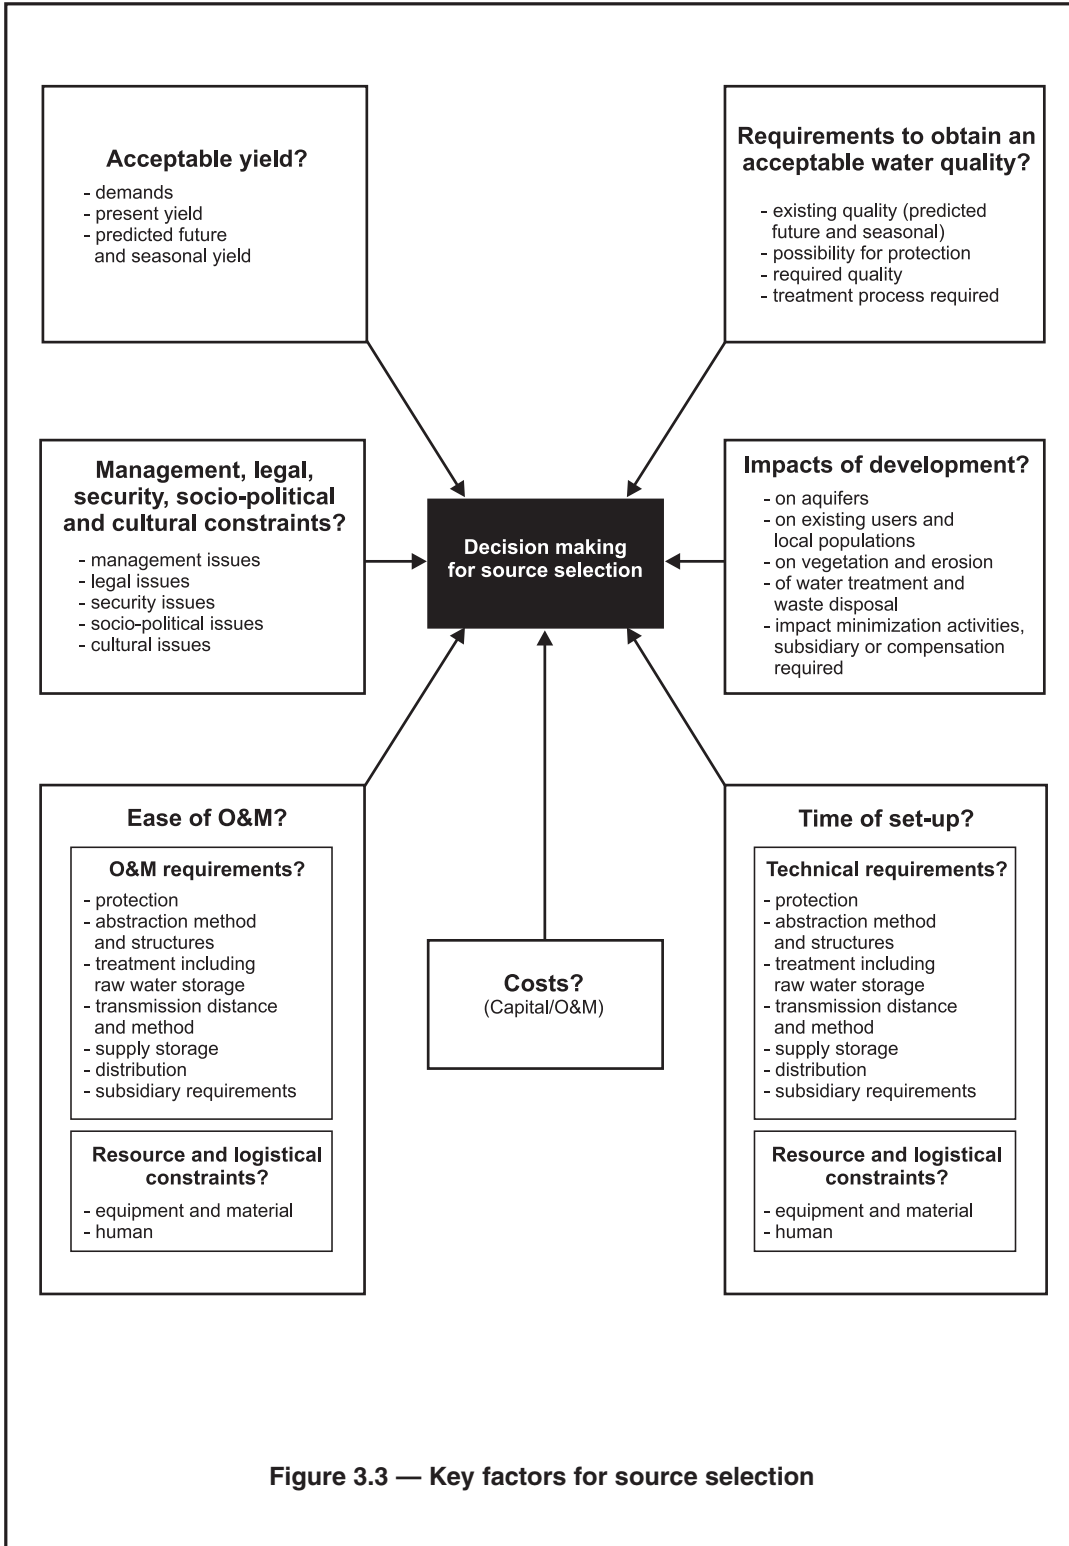 Acceptable yield?
- demands
- present yield
- predicted future
and seasonal yield
Requirements to obtain an
acceptable water quality?
- existing quality (predicted
future and seasonal)
- possibility for protection
- required quality
- treatment process required
Management, legal,
security, socio-political
and cultural constraints?
- management issues
- legal issues
- security issues
- socio-political issues
- cultural issues
Decision making
for source selection
Impacts of development?
- on aquifers
- on existing users and
local populations
- on vegetation and erosion
- of water treatment and
waste disposal
- impact minimization activities,
subsidiary or compensation
required
Ease of O&M?
O&M requirements?
- protection
- abstraction method
and structures
- treatment including
raw water storage
- transmission distance
and method
- supply storage
- distribution
- subsidiary requirements
Resource and logistical
constraints?
- equipment and material
- human
Costs?
(Capital/O&M)
Time of set-up?
Technical requirements?
- protection
- abstraction method
and structures
- treatment including
raw water storage
- transmission distance
and method
- supply storage
- distribution
- subsidiary requirements
Resource and logistical
constraints?
- equipment and material
- human
Figure 3.3 — Key factors for source selection